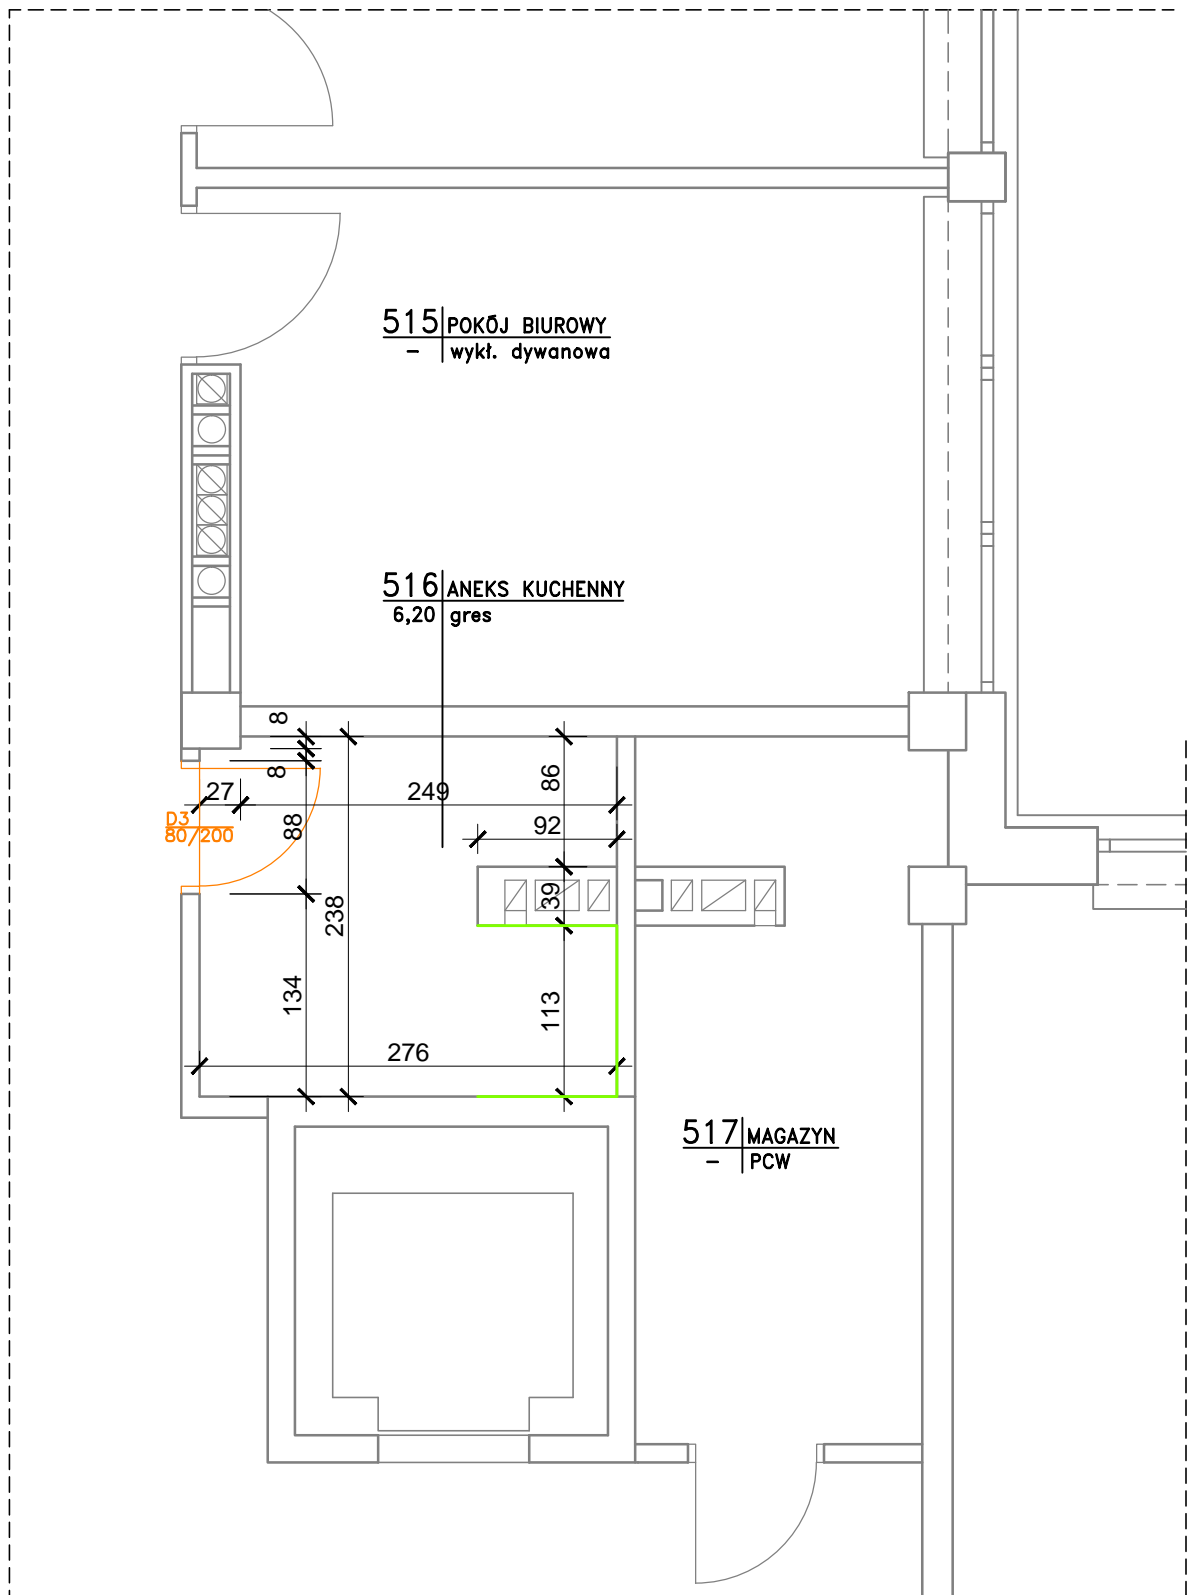 515 POKÓJ BIUROWY
- wykł. dywanowa
516 ANEKS KUCHENNY
6,20 gres
8
8
27
249
86
D3
80/200
88
92
39
238
134
113
276
517 MAGAZYN
- PCW